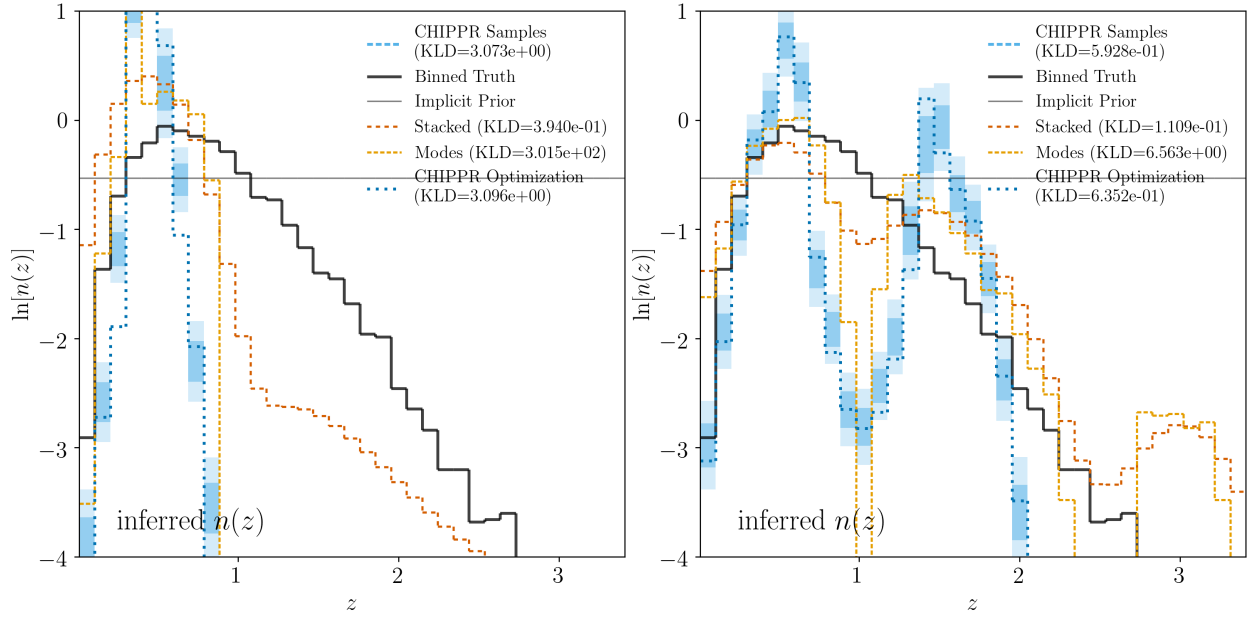 1
0
−1
−2
−3
−4
ln[n(z)]
1
2
3
z
CHIPPR Samples
(KLD=3.073e+00)
Binned Truth
Implicit Prior
Stacked (KLD=3.940e-01)
Modes (KLD=3.015e+02)
CHIPPR Optimization
(KLD=3.096e+00)
inferred n(z)
1
0
−1
−2
−3
−4
ln[n(z)]
1
2
3
z
CHIPPR Samples
(KLD=5.928e-01)
Binned Truth
Implicit Prior
Stacked (KLD=1.109e-01)
Modes (KLD=6.563e+00)
CHIPPR Optimization
(KLD=6.352e-01)
inferred n(z)